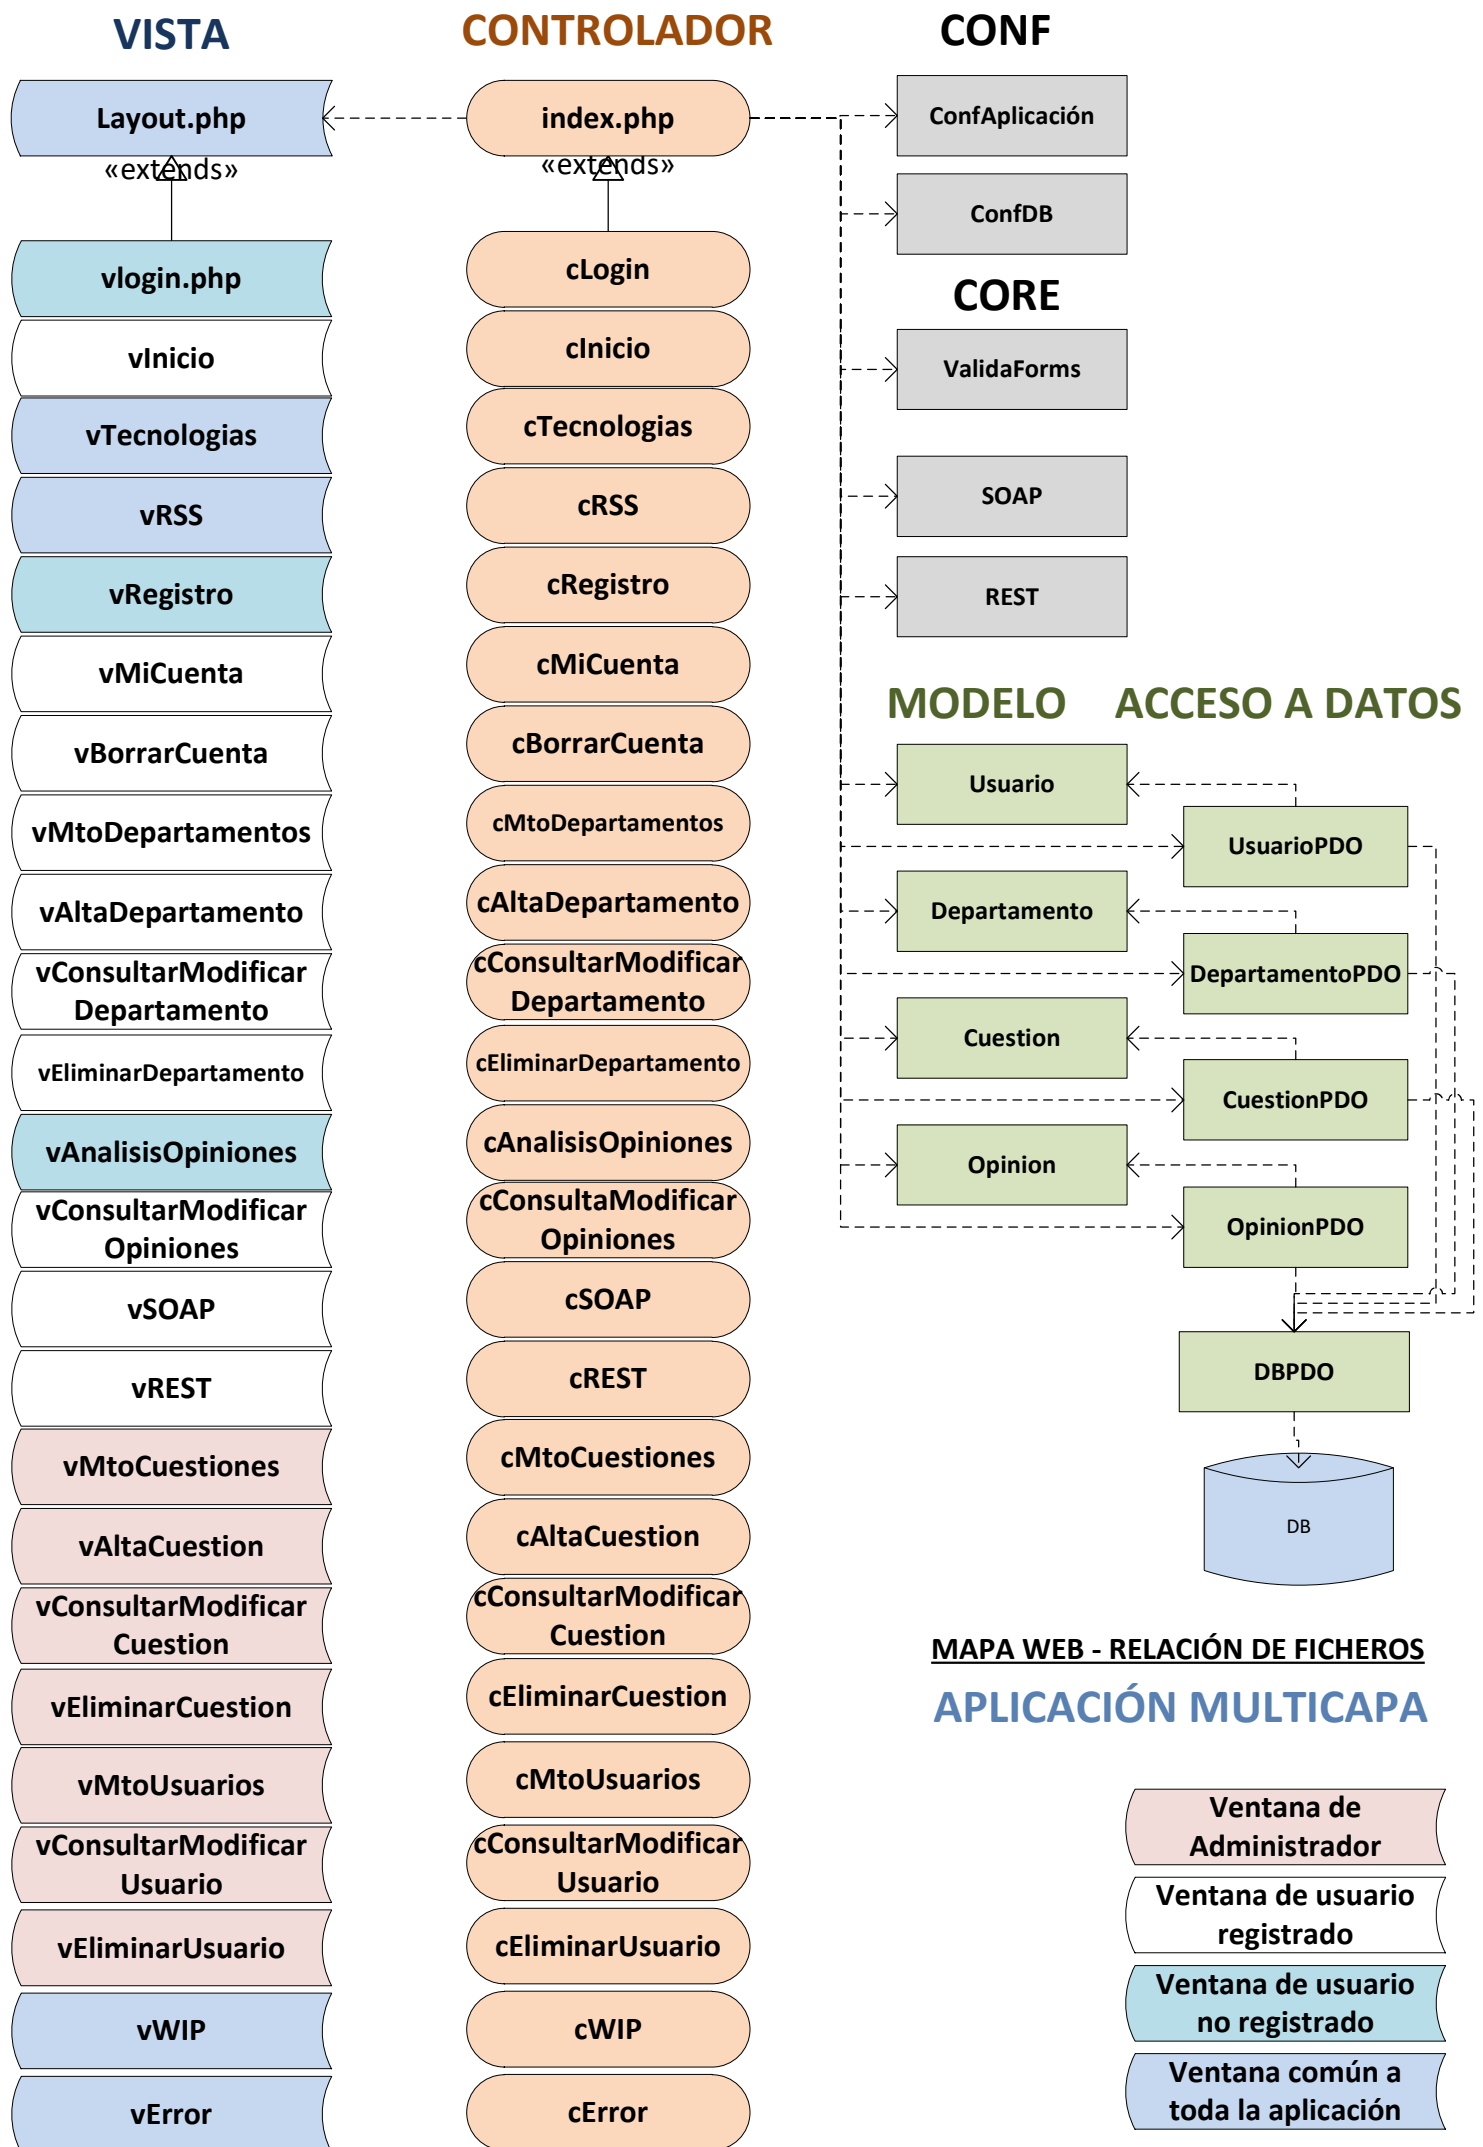 VISTA
Layout.php
«extends»
vlogin.php
vInicio
vTecnologias
vRSS
vRegistro
vMiCuenta
vBorrarCuenta
vMtoDepartamentos
vAltaDepartamento
vConsultarModificar
Departamento
vEliminarDepartamento
vAnalisisOpiniones
vConsultarModificar
Opiniones
vSOAP
vREST
vMtoCuestiones
vAltaCuestion
vConsultarModificar
Cuestion
vEliminarCuestion
vMtoUsuarios
vConsultarModificar
Usuario
vEliminarUsuario
vWIP
vError
CONTROLADOR
index.php
«extends»
cLogin
cInicio
cTecnologias
cRSS
cRegistro
cMiCuenta
cBorrarCuenta
cMtoDepartamentos
cAltaDepartamento
cConsultarModificar
Departamento
cEliminarDepartamento
cAnalisisOpiniones
cConsultaModificar
Opiniones
cSOAP
cREST
cMtoCuestiones
cAltaCuestion
cConsultarModificar
Cuestion
cEliminarCuestion
cMtoUsuarios
cConsultarModificar
Usuario
cEliminarUsuario
cWIP
cError
CONF
ConfAplicación
ConfDB
CORE
ValidaForms
SOAP
REST
MODELO
Usuario
Departamento
Cuestion
Opinion
ACCESO A DATOS
UsuarioPDO
DepartamentoPDO
CuestionPDO
OpinionPDO
DBPDO
DB
MAPA WEB - RELACIÓN DE FICHEROS
APLICACIÓN MULTICAPA
Ventana de
Administrador
Ventana de usuario
registrado
Ventana de usuario
no registrado
Ventana común a
toda la aplicación